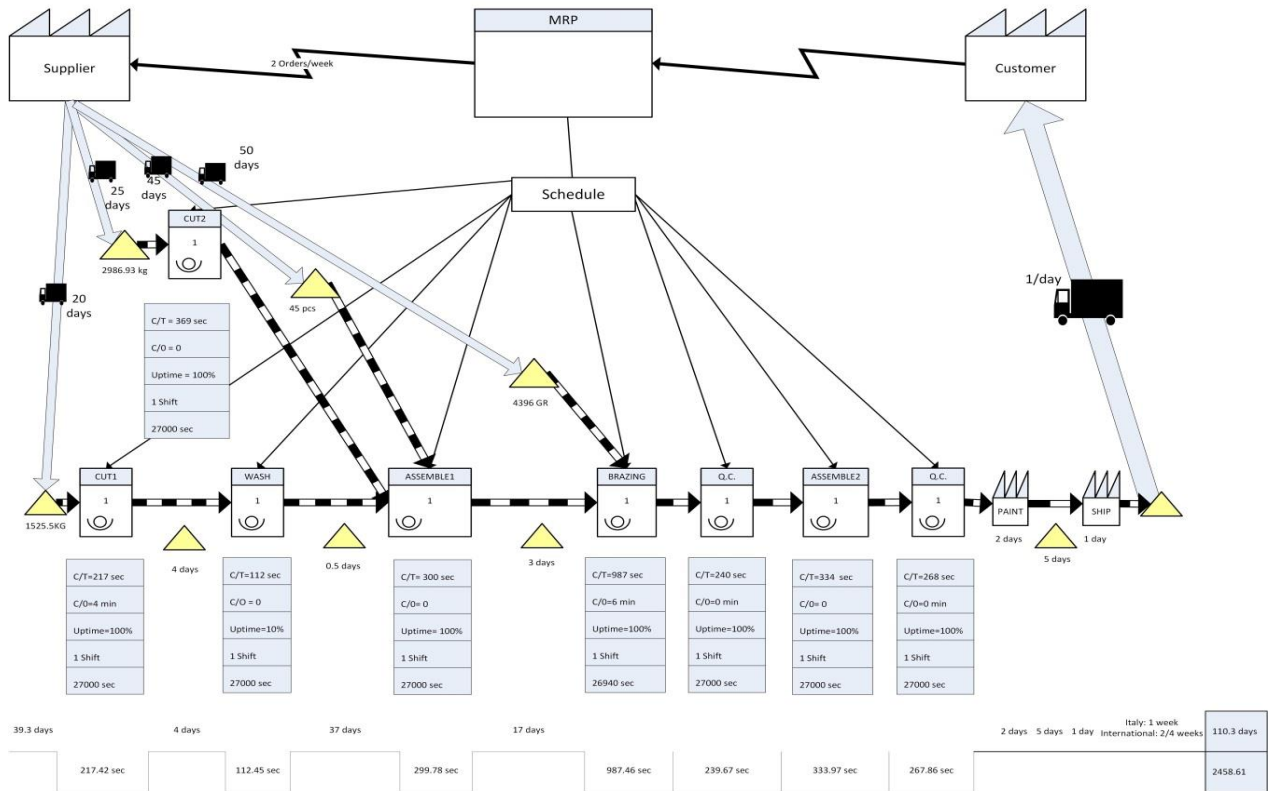 MRP
Supplier
2 Orders/week
Customer
50
days
45
days
25
days
20
days
Schedule
1/day
CUT2
1
2986.93 kg
45 pcs
4396 GR
C/T = 369 sec
C/0 = 0
Uptime = 100%
1 Shift
27000 sec
CUT1
1
WASH
1
ASSEMBLE1
1
BRAZING
1
Q.C.
1
ASSEMBLE2
1
Q.C.
1
PAINT
SHIP
1525.5KG
4 days
0.5 days
3 days
2 days
5 days
1 day
C/T=217 sec
C/0=4 min
Uptime=100%
1 Shift
27000 sec
C/T=112 sec
C/O = 0
Uptime=10%
1 Shift
27000 sec
C/T= 300 sec
C/0= 0
Uptime= 100%
1 Shift
27000 sec
C/T=987 sec
C/0=6 min
Uptime=100%
1 Shift
26940 sec
C/T=240 sec
C/0=0 min
Uptime=100%
1 Shift
27000 sec
C/T=334 sec
C/0= 0
Uptime=100%
1 Shift
27000 sec
C/T=268 sec
C/0=0 min
Uptime=100%
1 Shift
27000 sec
39.3 days
4 days
37 days
17 days
2 days
5 days
1 day
Italy: 1 week
International: 2/4 weeks
110.3 days
217.42 sec
112.45 sec
299.78 sec
987.46 sec
239.67 sec
333.97 sec
267.86 sec
2458.61